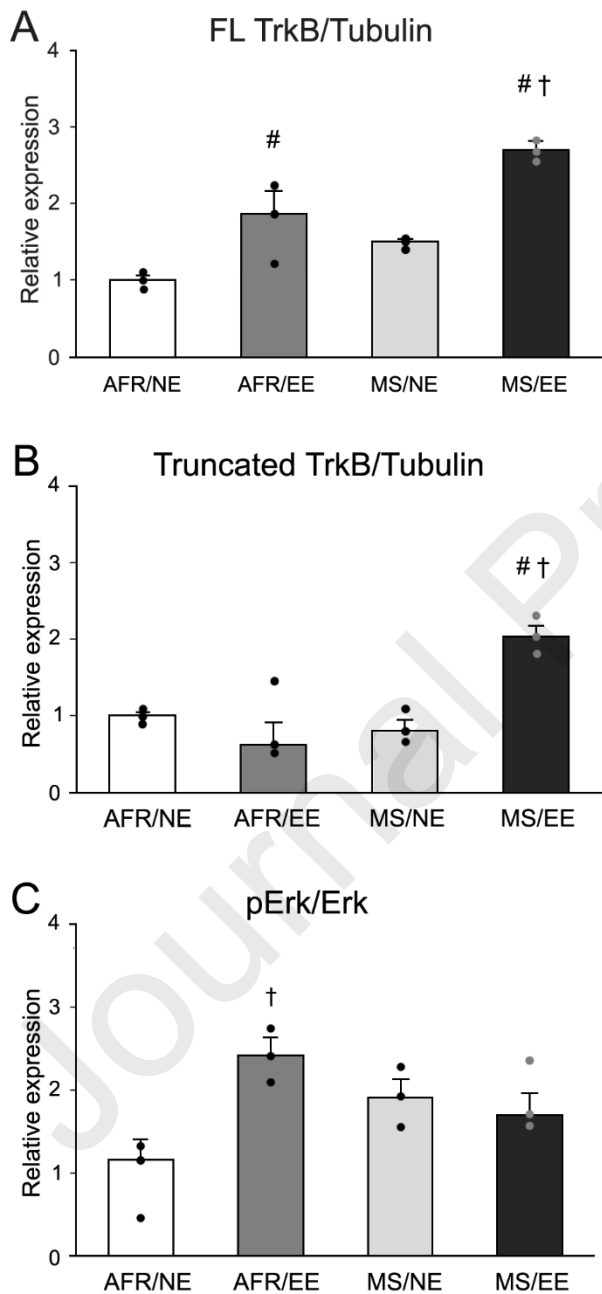 A
FL TrkB/Tubulin
4
3
2
1
0
Relative expression
#
# †
AFR/NE AFR/EE MS/NE MS/EE
B
Truncated TrkB/Tubulin
4
3
2
1
0
Relative expression
# †
AFR/NE AFR/EE MS/NE MS/EE
C
pErk/Erk
4
3
2
1
0
Relative expression
†
AFR/NE AFR/EE MS/NE MS/EE
Journal